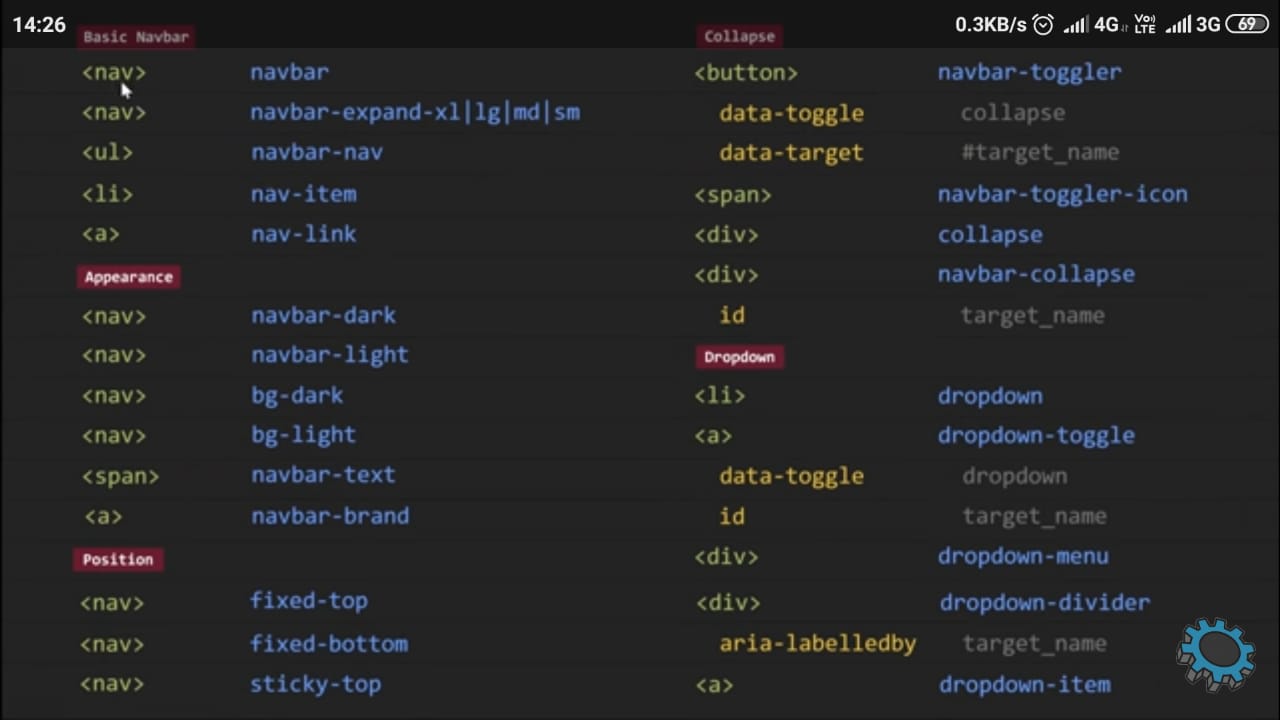 14:26
0.3KB/s 4G Vo) LTE 3G 69
Basic Navbar
<nav> navbar
<nav> navbar-expand-xl|lg|md|sm
<ul> navbar-nav
<li> nav-item
<a> nav-link
Appearance
<nav> navbar-dark
<nav> navbar-light
<nav> bg-dark
<nav> bg-light
<span> navbar-text
<a> navbar-brand
Position
<nav> fixed-top
<nav> fixed-bottom
<nav> sticky-top
Collapse
<button> navbar-toggler
data-toggle collapse
data-target #target_name
<span> navbar-toggler-icon
<div> collapse
<div> navbar-collapse
id target_name
Dropdown
<li> dropdown
<a> dropdown-toggle
data-toggle dropdown
id target_name
<div> dropdown-menu
<div> dropdown-divider
aria-labelledby target_name
<a> dropdown-item